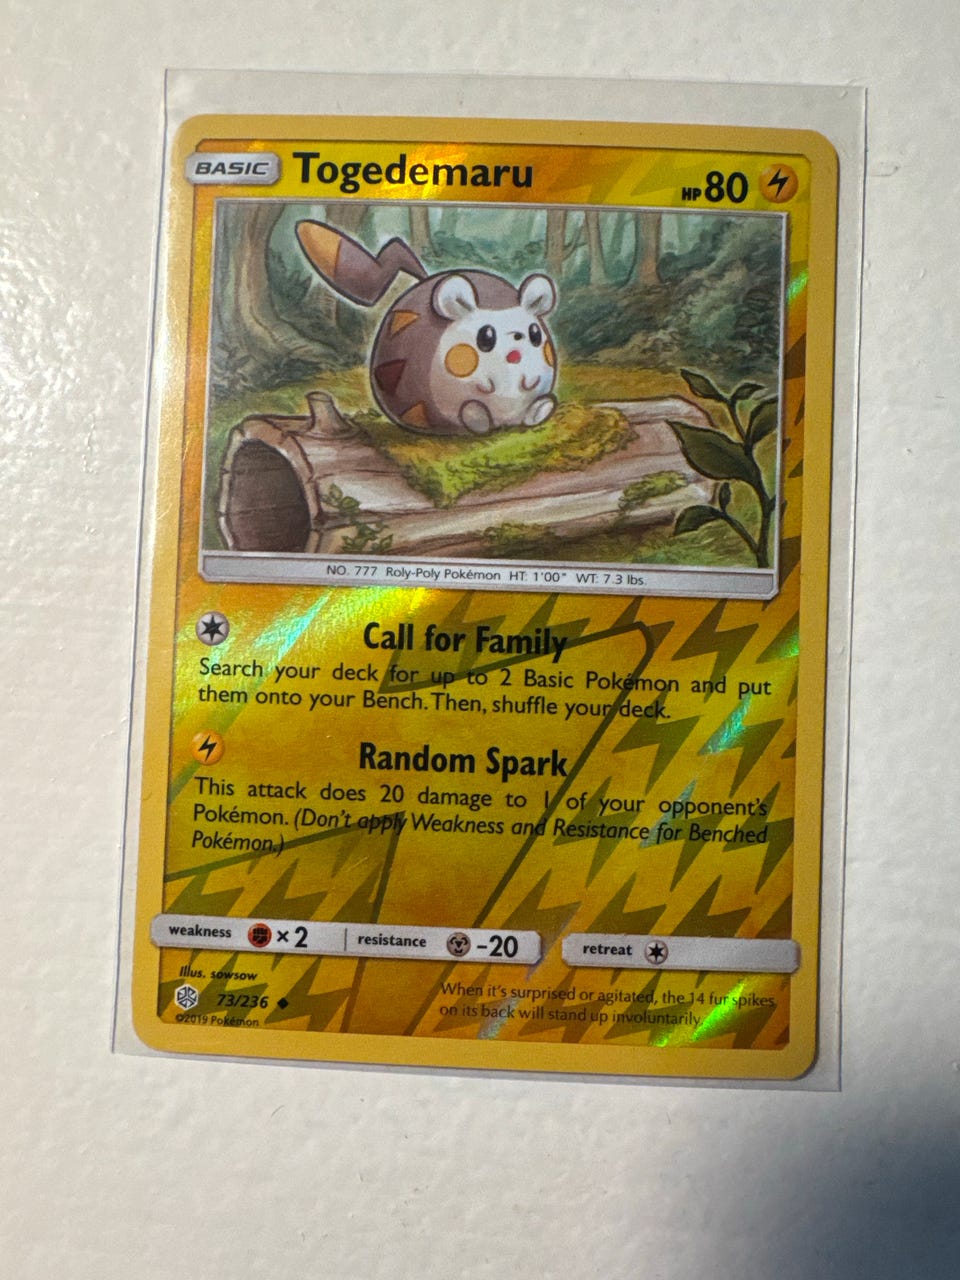 BASIC Togedemaru HP 80
NO. 777 Roly-Poly Pokémon HT: 1'00" WT: 7.3 lbs.
Call for Family
Search your deck for up to 2 Basic Pokémon and put
them onto your Bench. Then, shuffle your deck.
Random Spark
This attack does 20 damage to 1 of your opponent's
Pokémon. (Don't apply Weakness and Resistance for Benched
Pokémon.)
weakness ×2 resistance -20 retreat
Illus. sowsow
73/236
©2019 Pokémon
When it's surprised or agitated, the 14 fur spikes
on its back will stand up involuntarily.